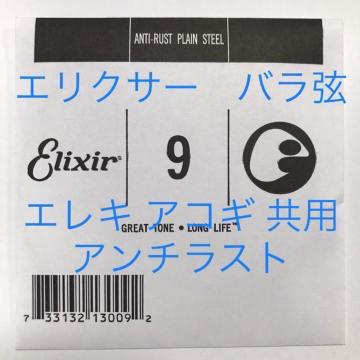 ANTI-RUST PLAIN STEEL
エリクサー　バラ弦
Elixir®
9
エレキ アコギ 共用
GREAT TONE • LONG LIFE™
アンチラスト
7 33132 13009 2